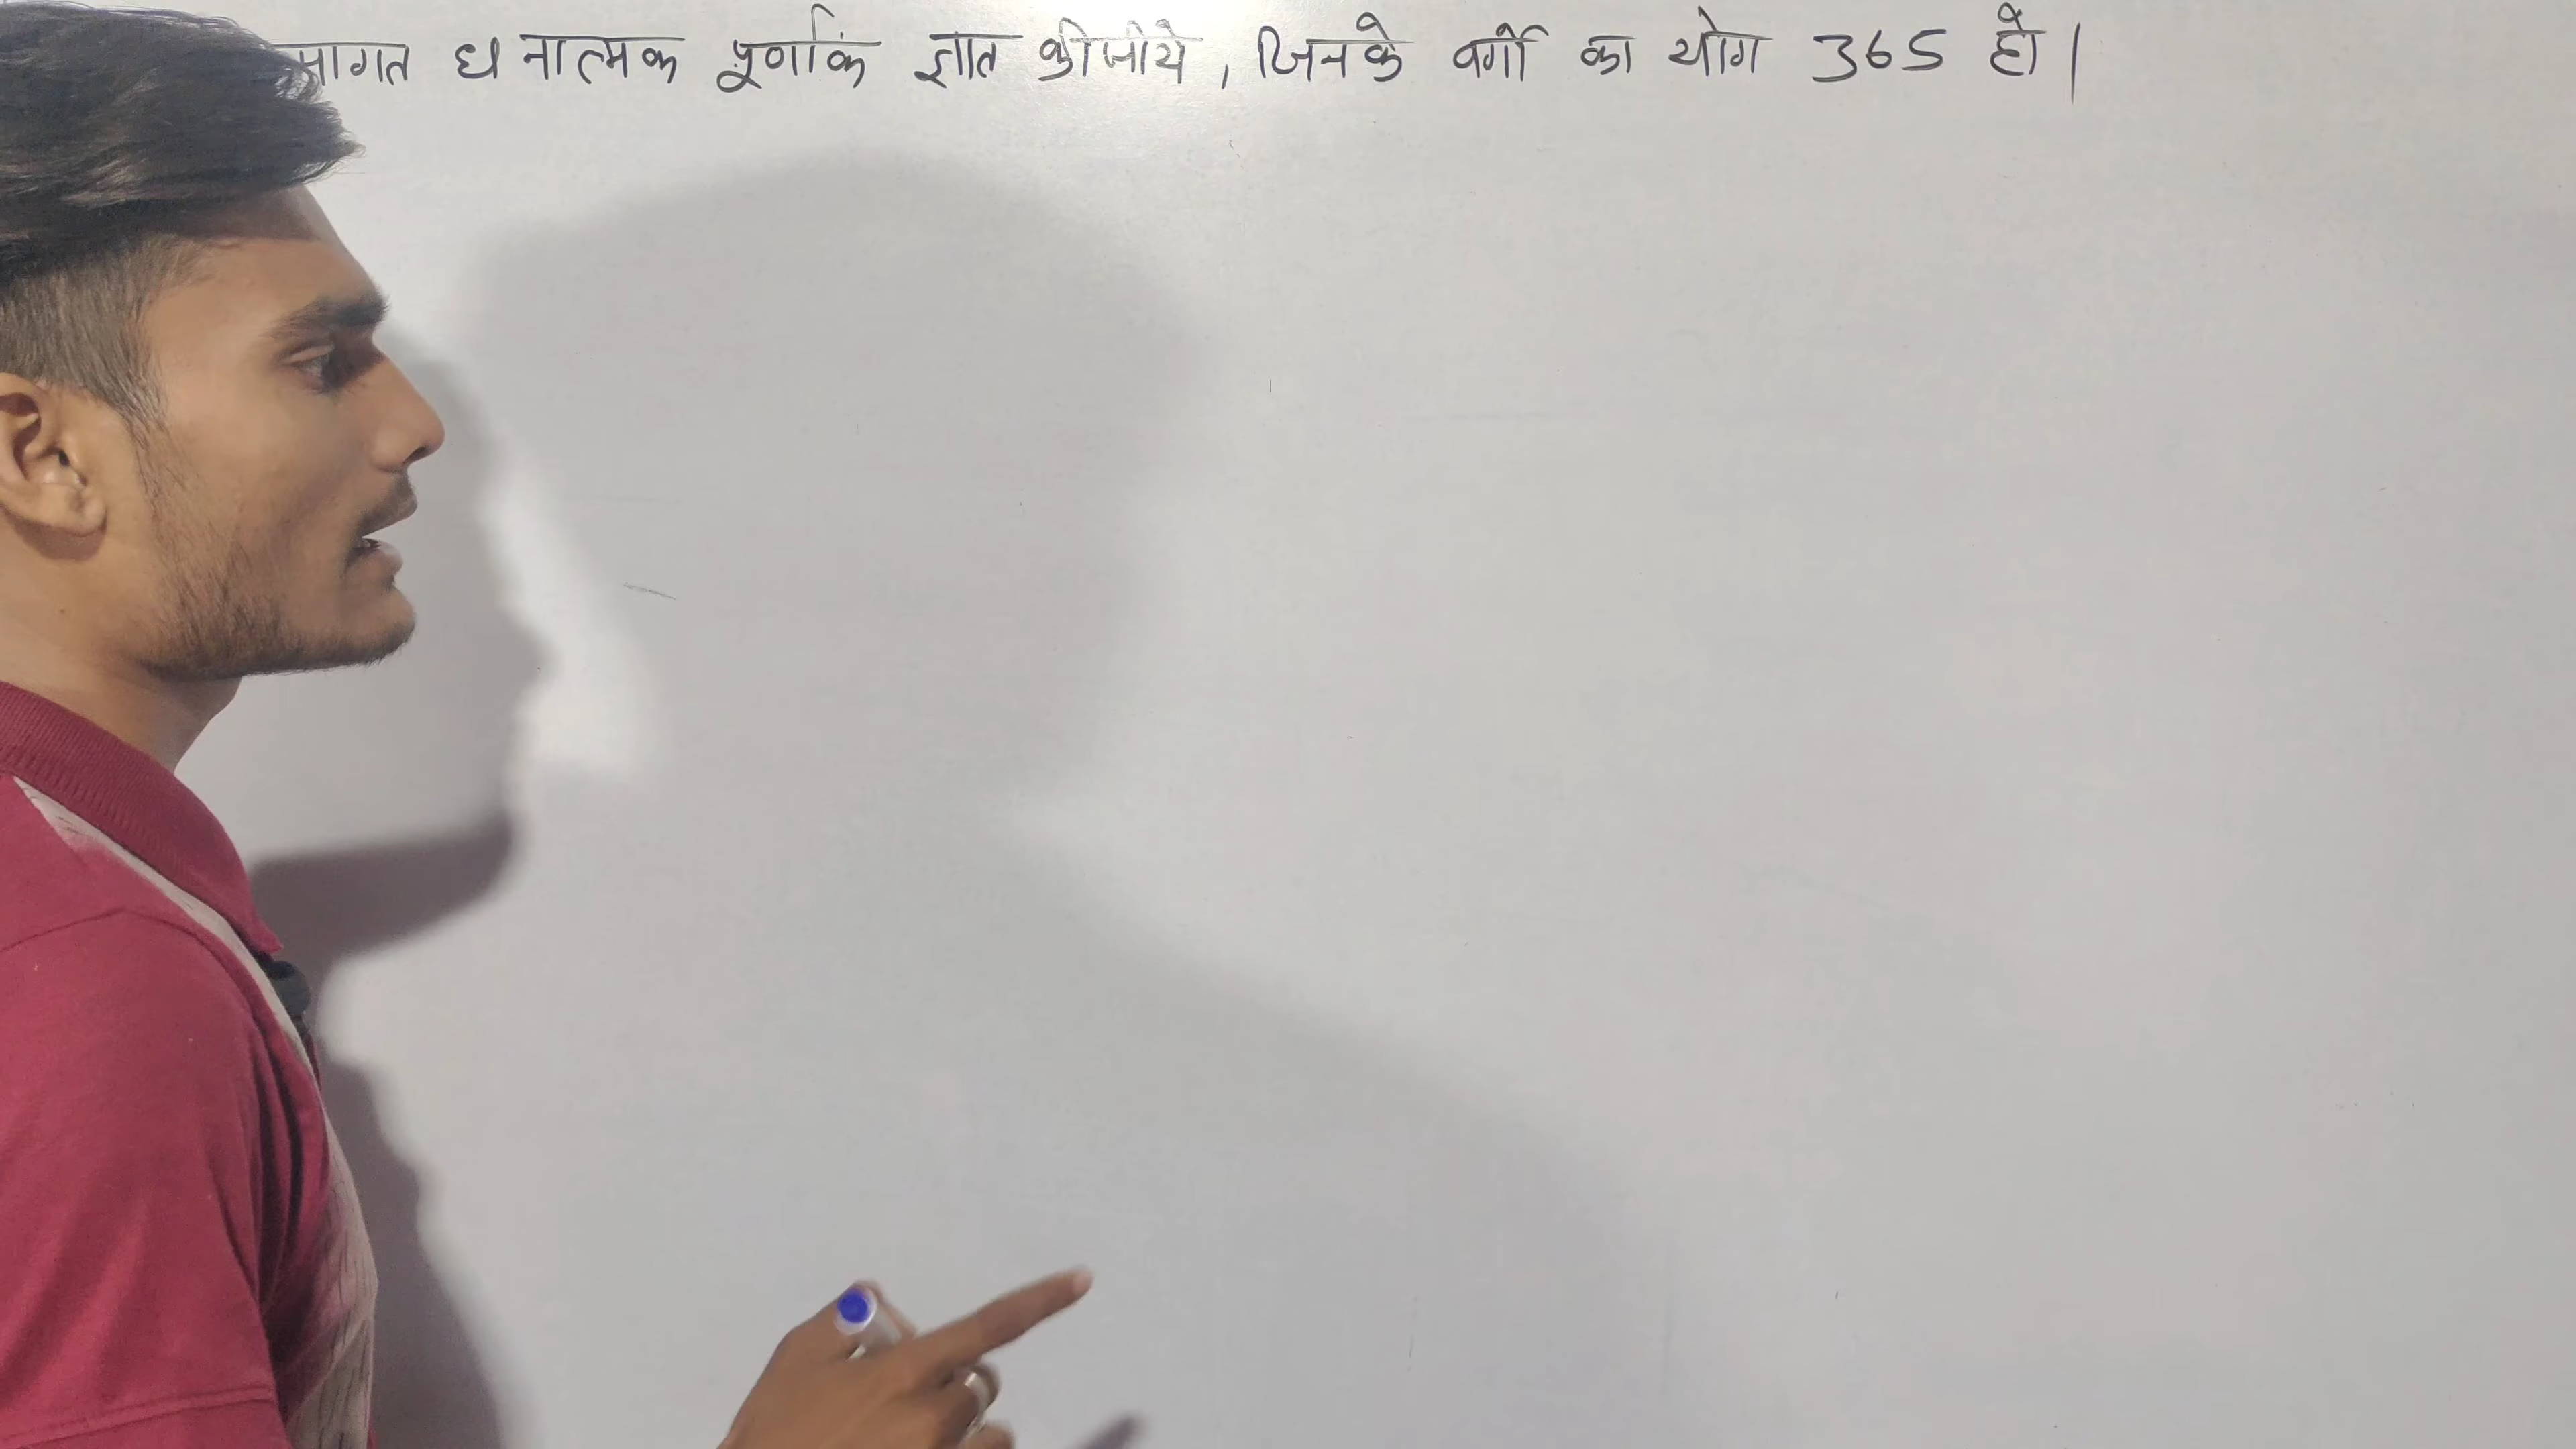 धनात्मक पूर्णांक ज्ञात कीजीये, जिनके वर्गों का योग 365 हो।